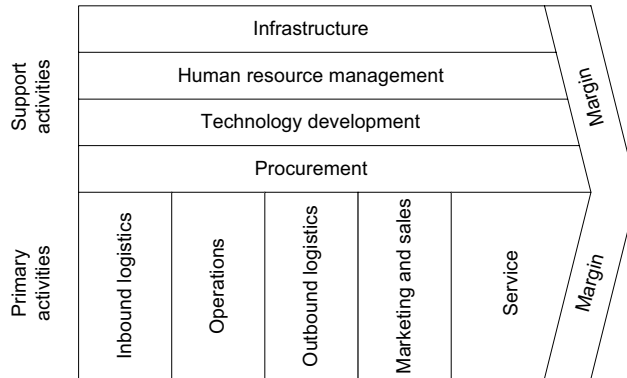 Support
activities
Infrastructure
Human resource management
Technology development
Procurement
Margin
Primary
activities
Inbound logistics
Operations
Outbound logistics
Marketing and sales
Service
Margin